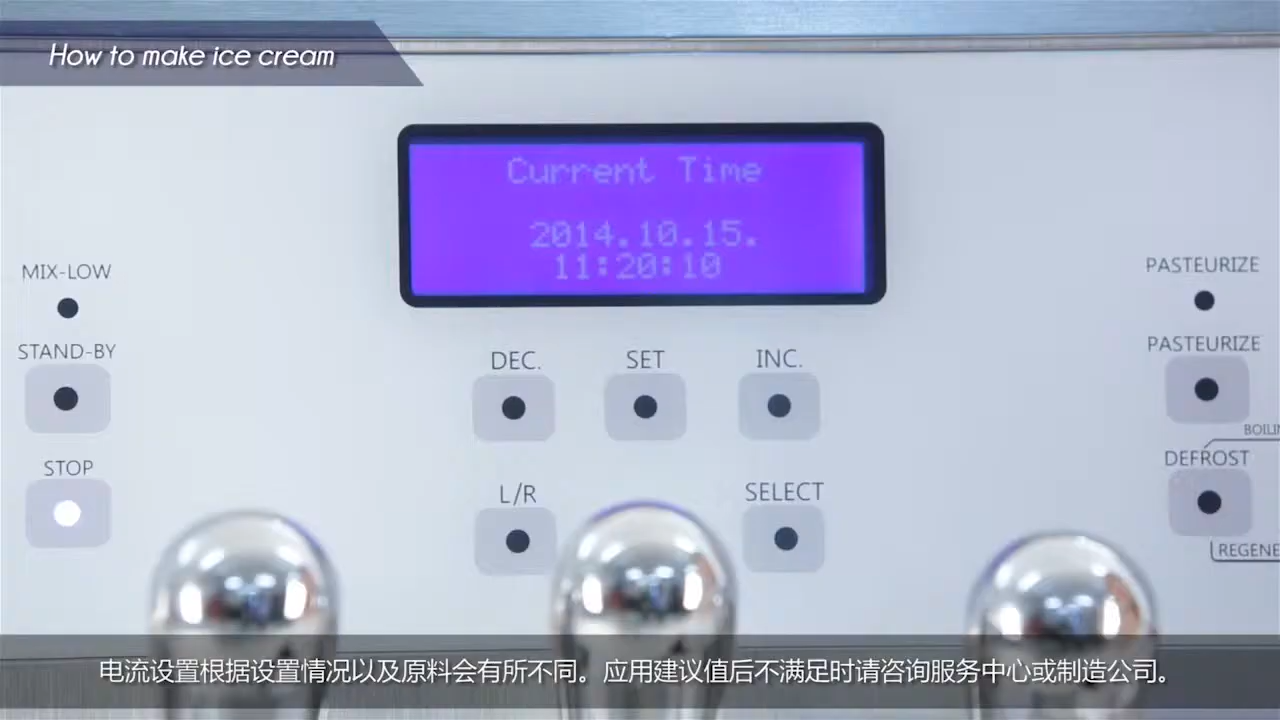 How to make ice cream
Current Time
2014.10.15.
11:20:10
MIX-LOW
STAND-BY
STOP
DEC.
SET
INC.
L/R
SELECT
PASTEURIZE
PASTEURIZE
BOILIN
DEFROST
REGENE
电流设置根据设置情况以及原料会有所不同。应用建议值后不满足时请咨询服务中心或制造公司。